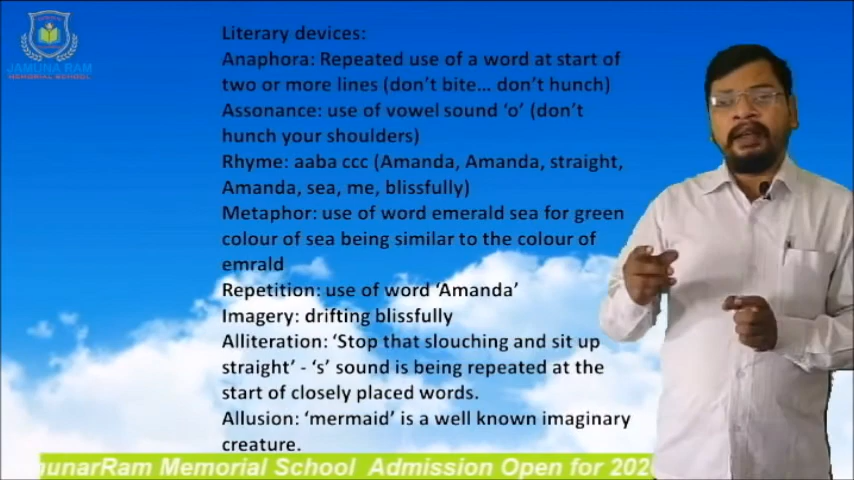 JAMUNA RAM
MEMORIAL SCHOOL
Literary devices:
Anaphora: Repeated use of a word at start of
two or more lines (don’t bite… don’t hunch)
Assonance: use of vowel sound ‘o’ (don’t
hunch your shoulders)
Rhyme: aaba ccc (Amanda, Amanda, straight,
Amanda, sea, me, blissfully)
Metaphor: use of word emerald sea for green
colour of sea being similar to the colour of
emrald
Repetition: use of word ‘Amanda’
Imagery: drifting blissfully
Alliteration: ‘Stop that slouching and sit up
straight’ - ‘s’ sound is being repeated at the
start of closely placed words.
Allusion: ‘mermaid’ is a well known imaginary
creature.
unarRam Memorial School Admission Open for 202